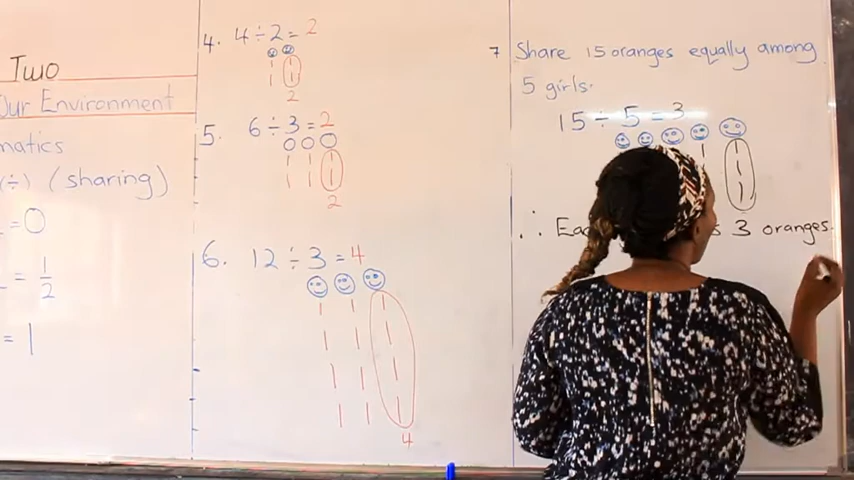 Two
Our Environment
matics
(÷) (sharing)
= 0
= 1/2
= 1
4. 4 ÷ 2 = 2
2
5. 6 ÷ 3 = 2
2
6. 12 ÷ 3 = 4
4
7 Share 15 oranges equally among
5 girls.
15 ÷ 5 = 3
∴ Eac s 3 oranges.